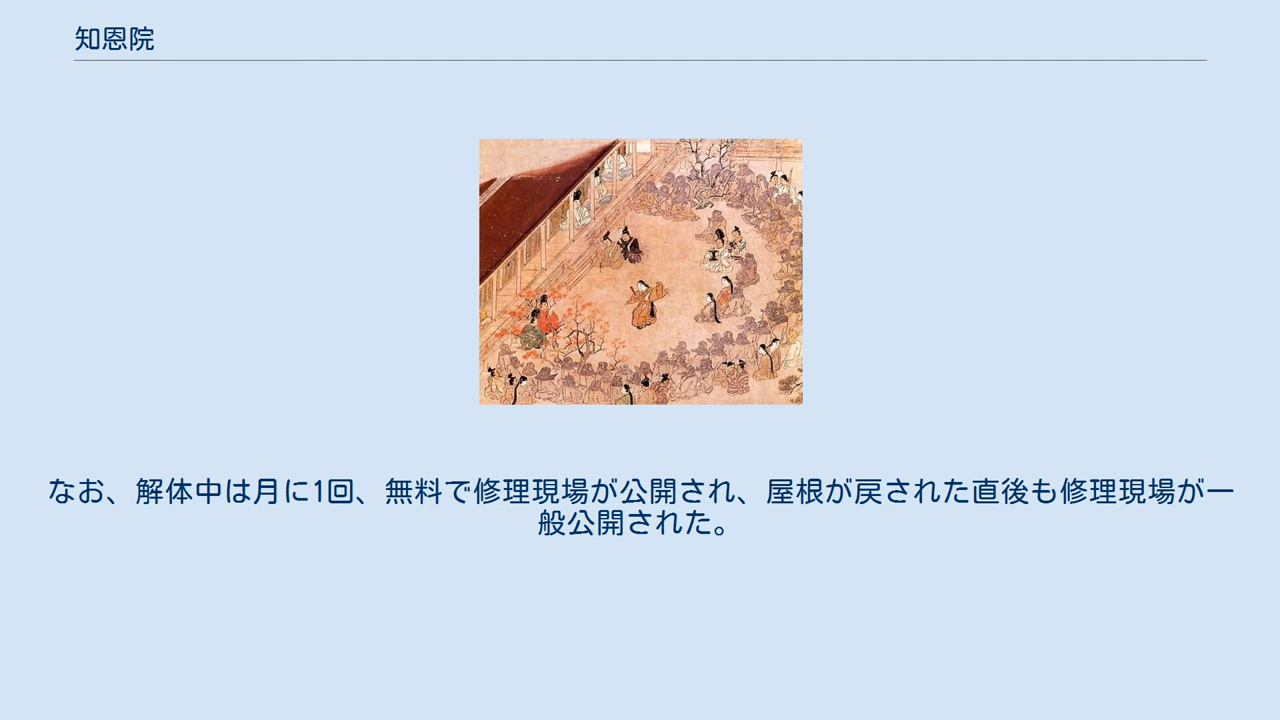 知恩院
なお、解体中は月に1回、無料で修理現場が公開され、屋根が戻された直後も修理現場が一
般公開された。